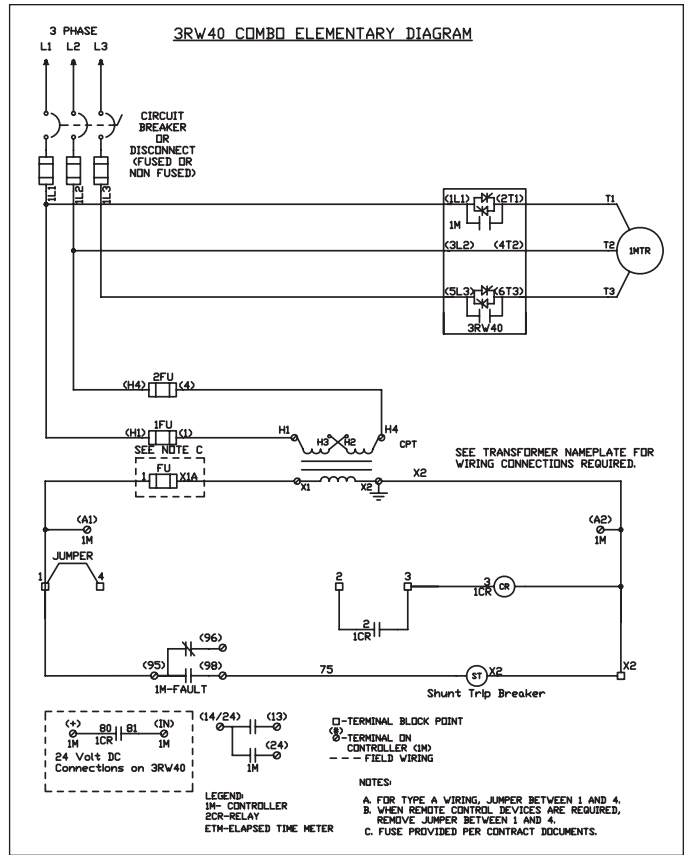 3RW40 COMBO ELEMENTARY DIAGRAM
3 PHASE
L1 L2 L3
CIRCUIT
BREAKER
OR
DISCONNECT
(FUSED OR
NON FUSED)
1L1 1L2 1L3
(1L1) (2T1) T1
1M
(3L2) (4T2) T2 1MTR
(5L3) (6T3) T3
3RW40
2FU
(H4) (4)
1FU
(H1) (1) H1 H3 H2 H4 CPT
SEE NOTE C
FU
1 X1A X1 X2 X2
SEE TRANSFORMER NAMEPLATE FOR
WIRING CONNECTIONS REQUIRED.
(A1) (A2)
1M 1M
JUMPER
1 4 2 3 3 CR
1CR
2
1CR
(96)
(95) (98) 75 ST X2 X2
1M-FAULT
Shunt Trip Breaker
(+) 80 81 (IN)
1M 1CR 1M
24 Volt DC
Connections on 3RW40
(14/24) (13)
(24)
1M
□-TERMINAL BLOCK POINT
(#)
⊘-TERMINAL ON
CONTROLLER (1M)
---- FIELD WIRING
LEGEND:
1M- CONTROLLER
2CR-RELAY
ETM-ELAPSED TIME METER
NOTES:
A. FOR TYPE A WIRING, JUMPER BETWEEN 1 AND 4.
B. WHEN REMOTE CONTROL DEVICES ARE REQUIRED,
REMOVE JUMPER BETWEEN 1 AND 4.
C. FUSE PROVIDED PER CONTRACT DOCUMENTS.